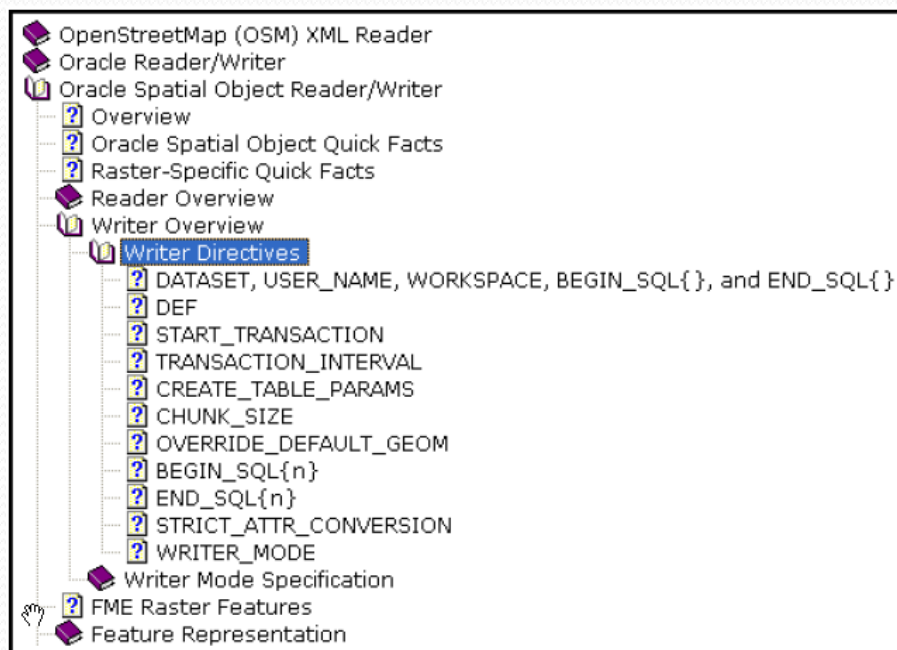 OpenStreetMap (OSM) XML Reader
Oracle Reader/Writer
Oracle Spatial Object Reader/Writer
Overview
Oracle Spatial Object Quick Facts
Raster-Specific Quick Facts
Reader Overview
Writer Overview
Writer Directives
DATASET, USER_NAME, WORKSPACE, BEGIN_SQL{}, and END_SQL{}
DEF
START_TRANSACTION
TRANSACTION_INTERVAL
CREATE_TABLE_PARAMS
CHUNK_SIZE
OVERRIDE_DEFAULT_GEOM
BEGIN_SQL{n}
END_SQL{n}
STRICT_ATTR_CONVERSION
WRITER_MODE
Writer Mode Specification
FME Raster Features
Feature Representation